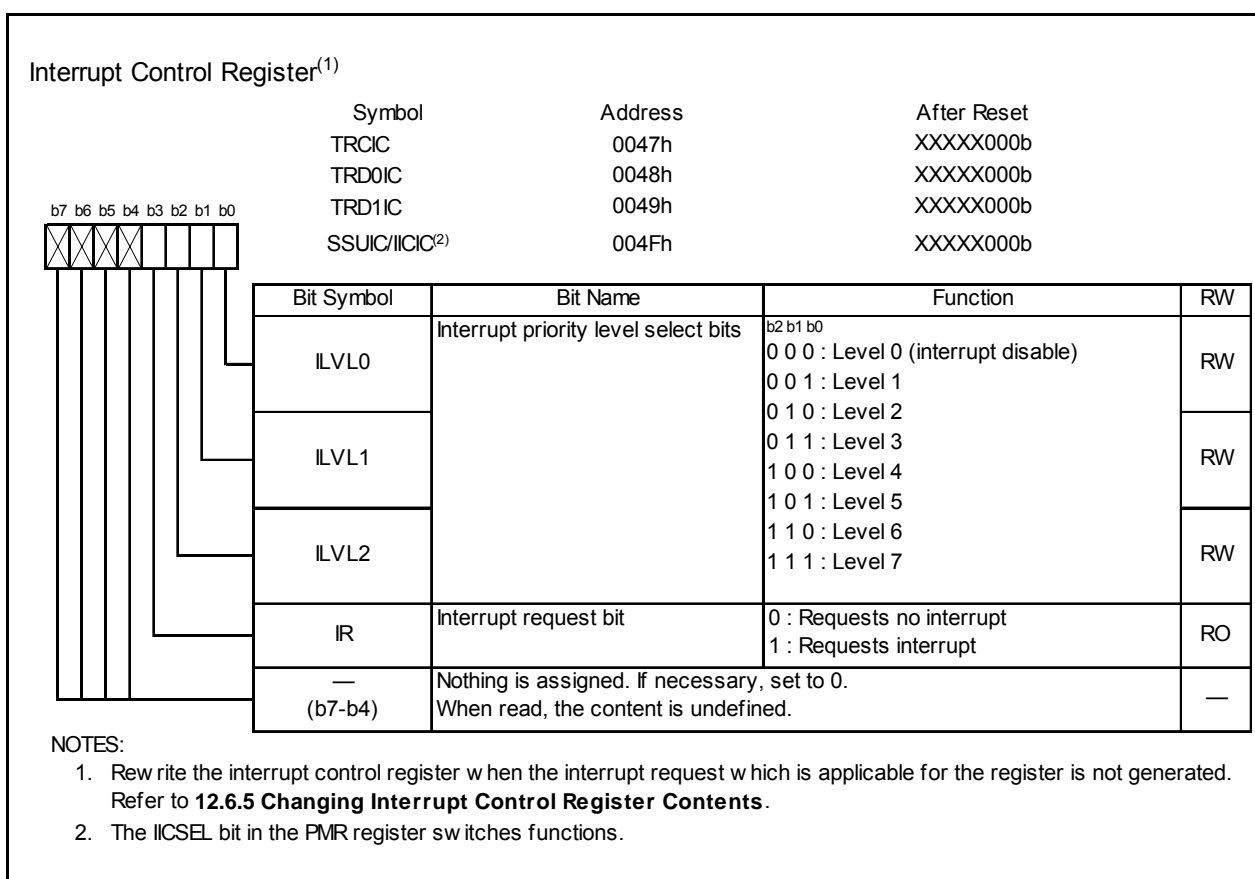 Interrupt Control Register(1)
Symbol Address After Reset
TRCIC 0047h XXXXX000b
TRD0IC 0048h XXXXX000b
TRD1IC 0049h XXXXX000b
SSUIC/IICIC(2) 004Fh XXXXX000b
b7 b6 b5 b4 b3 b2 b1 b0
Bit Symbol Bit Name Function RW
ILVL0 Interrupt priority level select bits b2 b1 b0
0 0 0 : Level 0 (interrupt disable) RW
0 0 1 : Level 1
0 1 0 : Level 2
ILVL1 0 1 1 : Level 3 RW
1 0 0 : Level 4
1 0 1 : Level 5
ILVL2 1 1 0 : Level 6 RW
1 1 1 : Level 7
IR Interrupt request bit 0 : Requests no interrupt RO
1 : Requests interrupt
— Nothing is assigned. If necessary, set to 0. —
(b7-b4) When read, the content is undefined.
NOTES:
1. Rew rite the interrupt control register w hen the interrupt request w hich is applicable for the register is not generated.
Refer to 12.6.5 Changing Interrupt Control Register Contents.
2. The IICSEL bit in the PMR register sw itches functions.